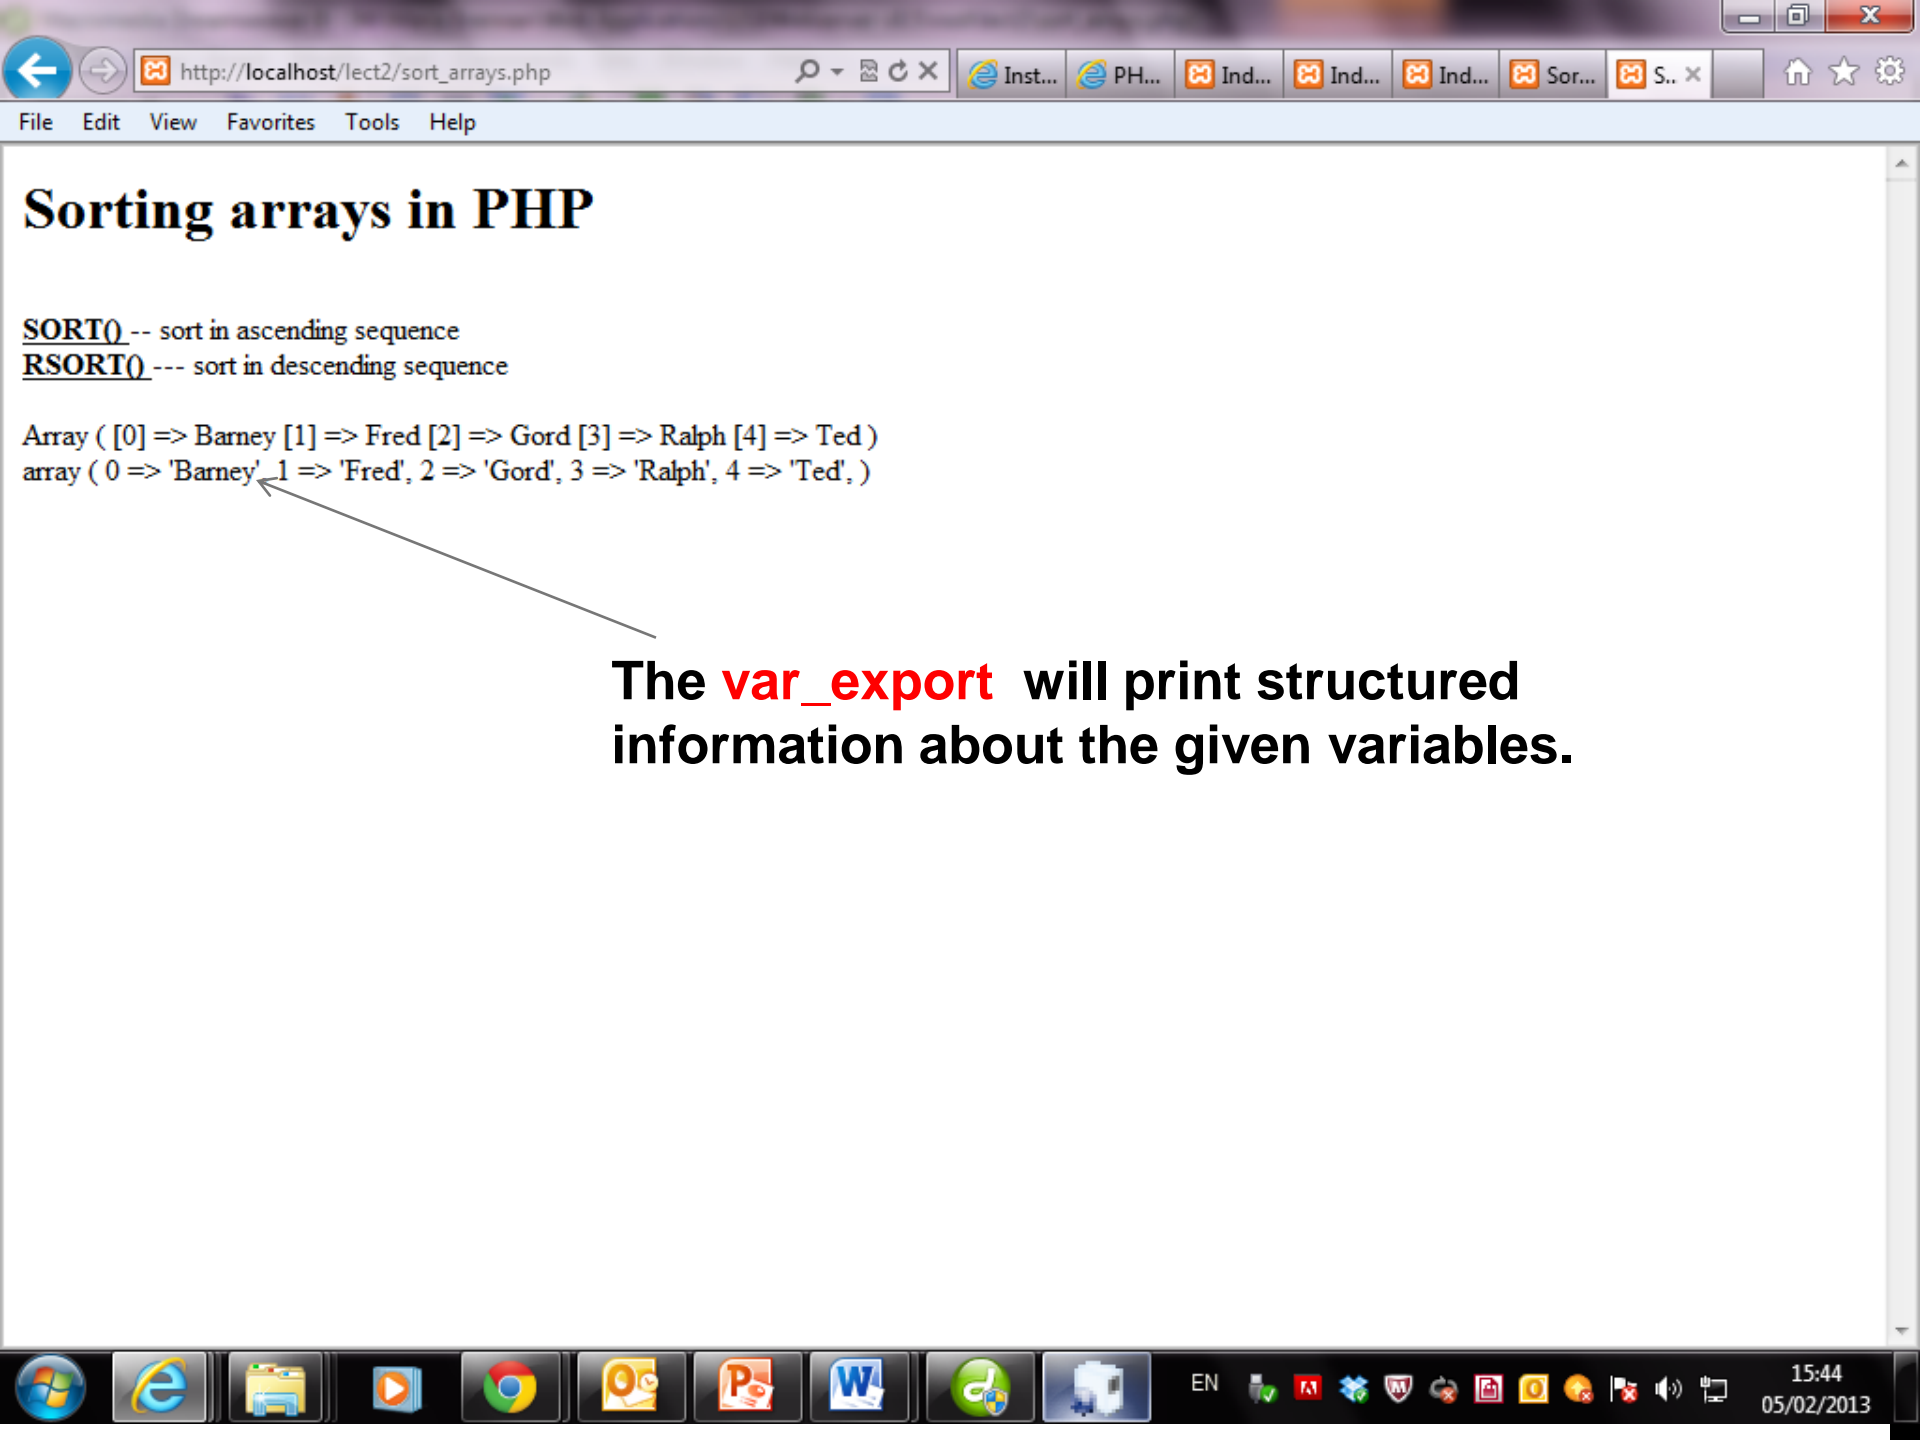 http://localhost/lect2/sort_arrays.php
Inst... PH... Ind... Ind... Ind... Sor... S..
File Edit View Favorites Tools Help
Sorting arrays in PHP
SORT() -- sort in ascending sequence
RSORT() --- sort in descending sequence
Array ( [0] => Barney [1] => Fred [2] => Gord [3] => Ralph [4] => Ted )
array ( 0 => 'Barney', 1 => 'Fred', 2 => 'Gord', 3 => 'Ralph', 4 => 'Ted', )
The var_export will print structured
information about the given variables.
EN
15:44
05/02/2013